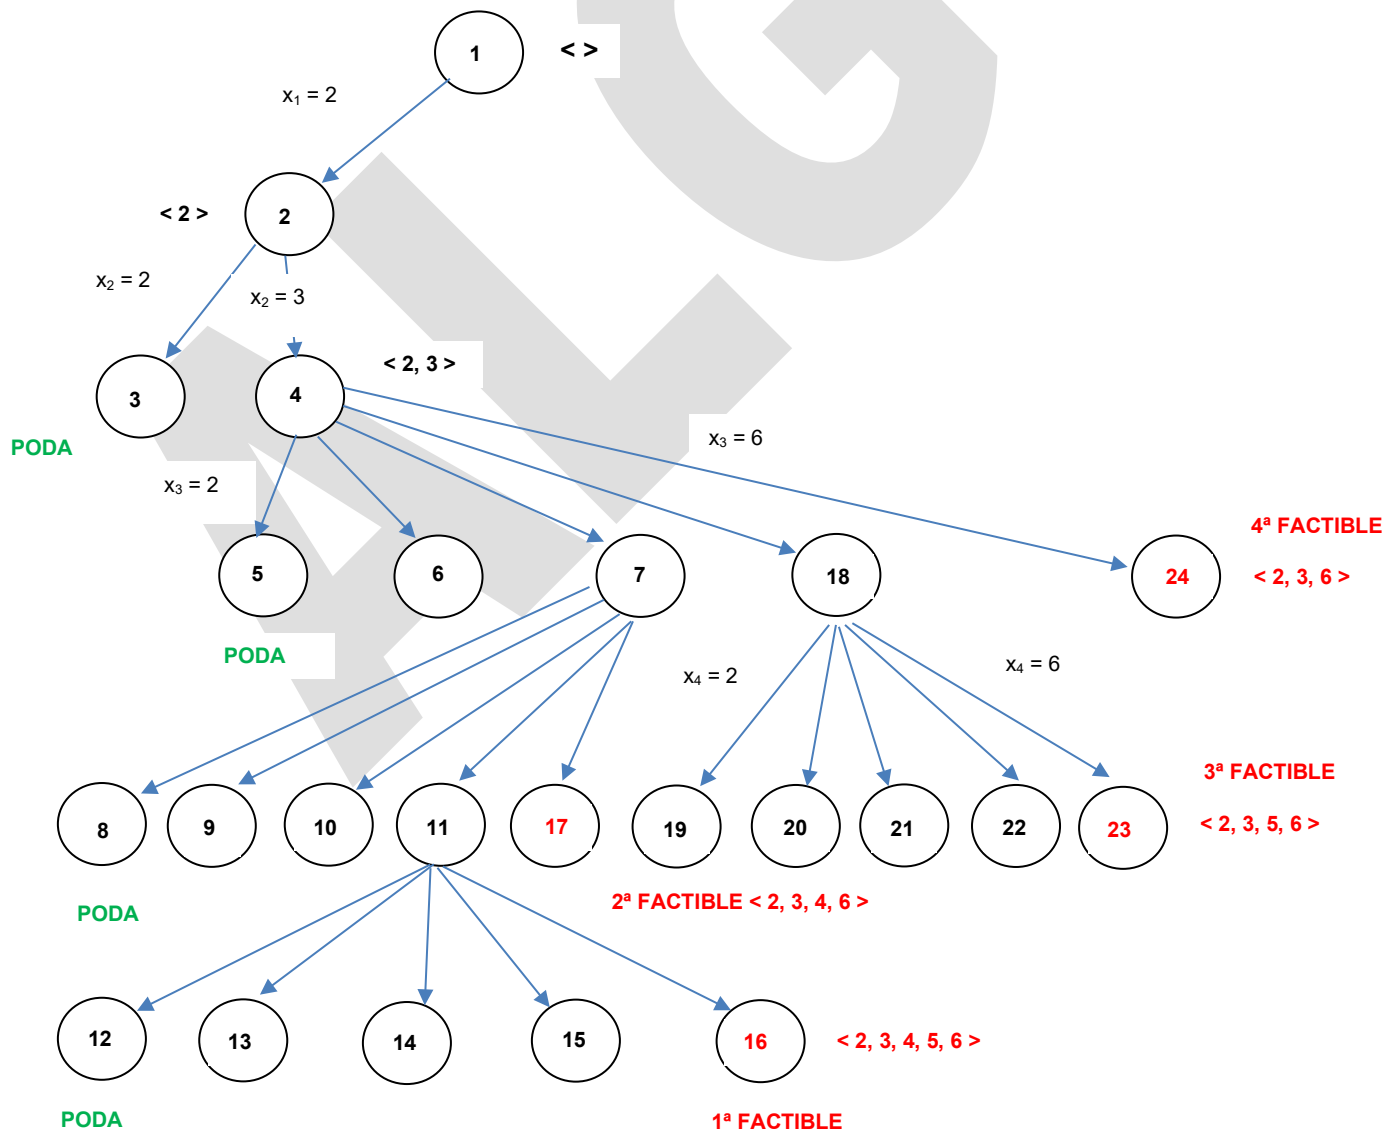 1
< >
x₁ = 2
< 2 >
2
x₂ = 2
x₂ = 3
< 2, 3 >
3
4
PODA
x₃ = 6
x₃ = 2
4ª FACTIBLE
5
6
7
18
24
< 2, 3, 6 >
PODA
x₄ = 2
x₄ = 6
3ª FACTIBLE
8
9
10
11
17
19
20
21
22
23
< 2, 3, 5, 6 >
PODA
2ª FACTIBLE < 2, 3, 4, 6 >
12
13
14
15
16
< 2, 3, 4, 5, 6 >
PODA
1ª FACTIBLE
ALG